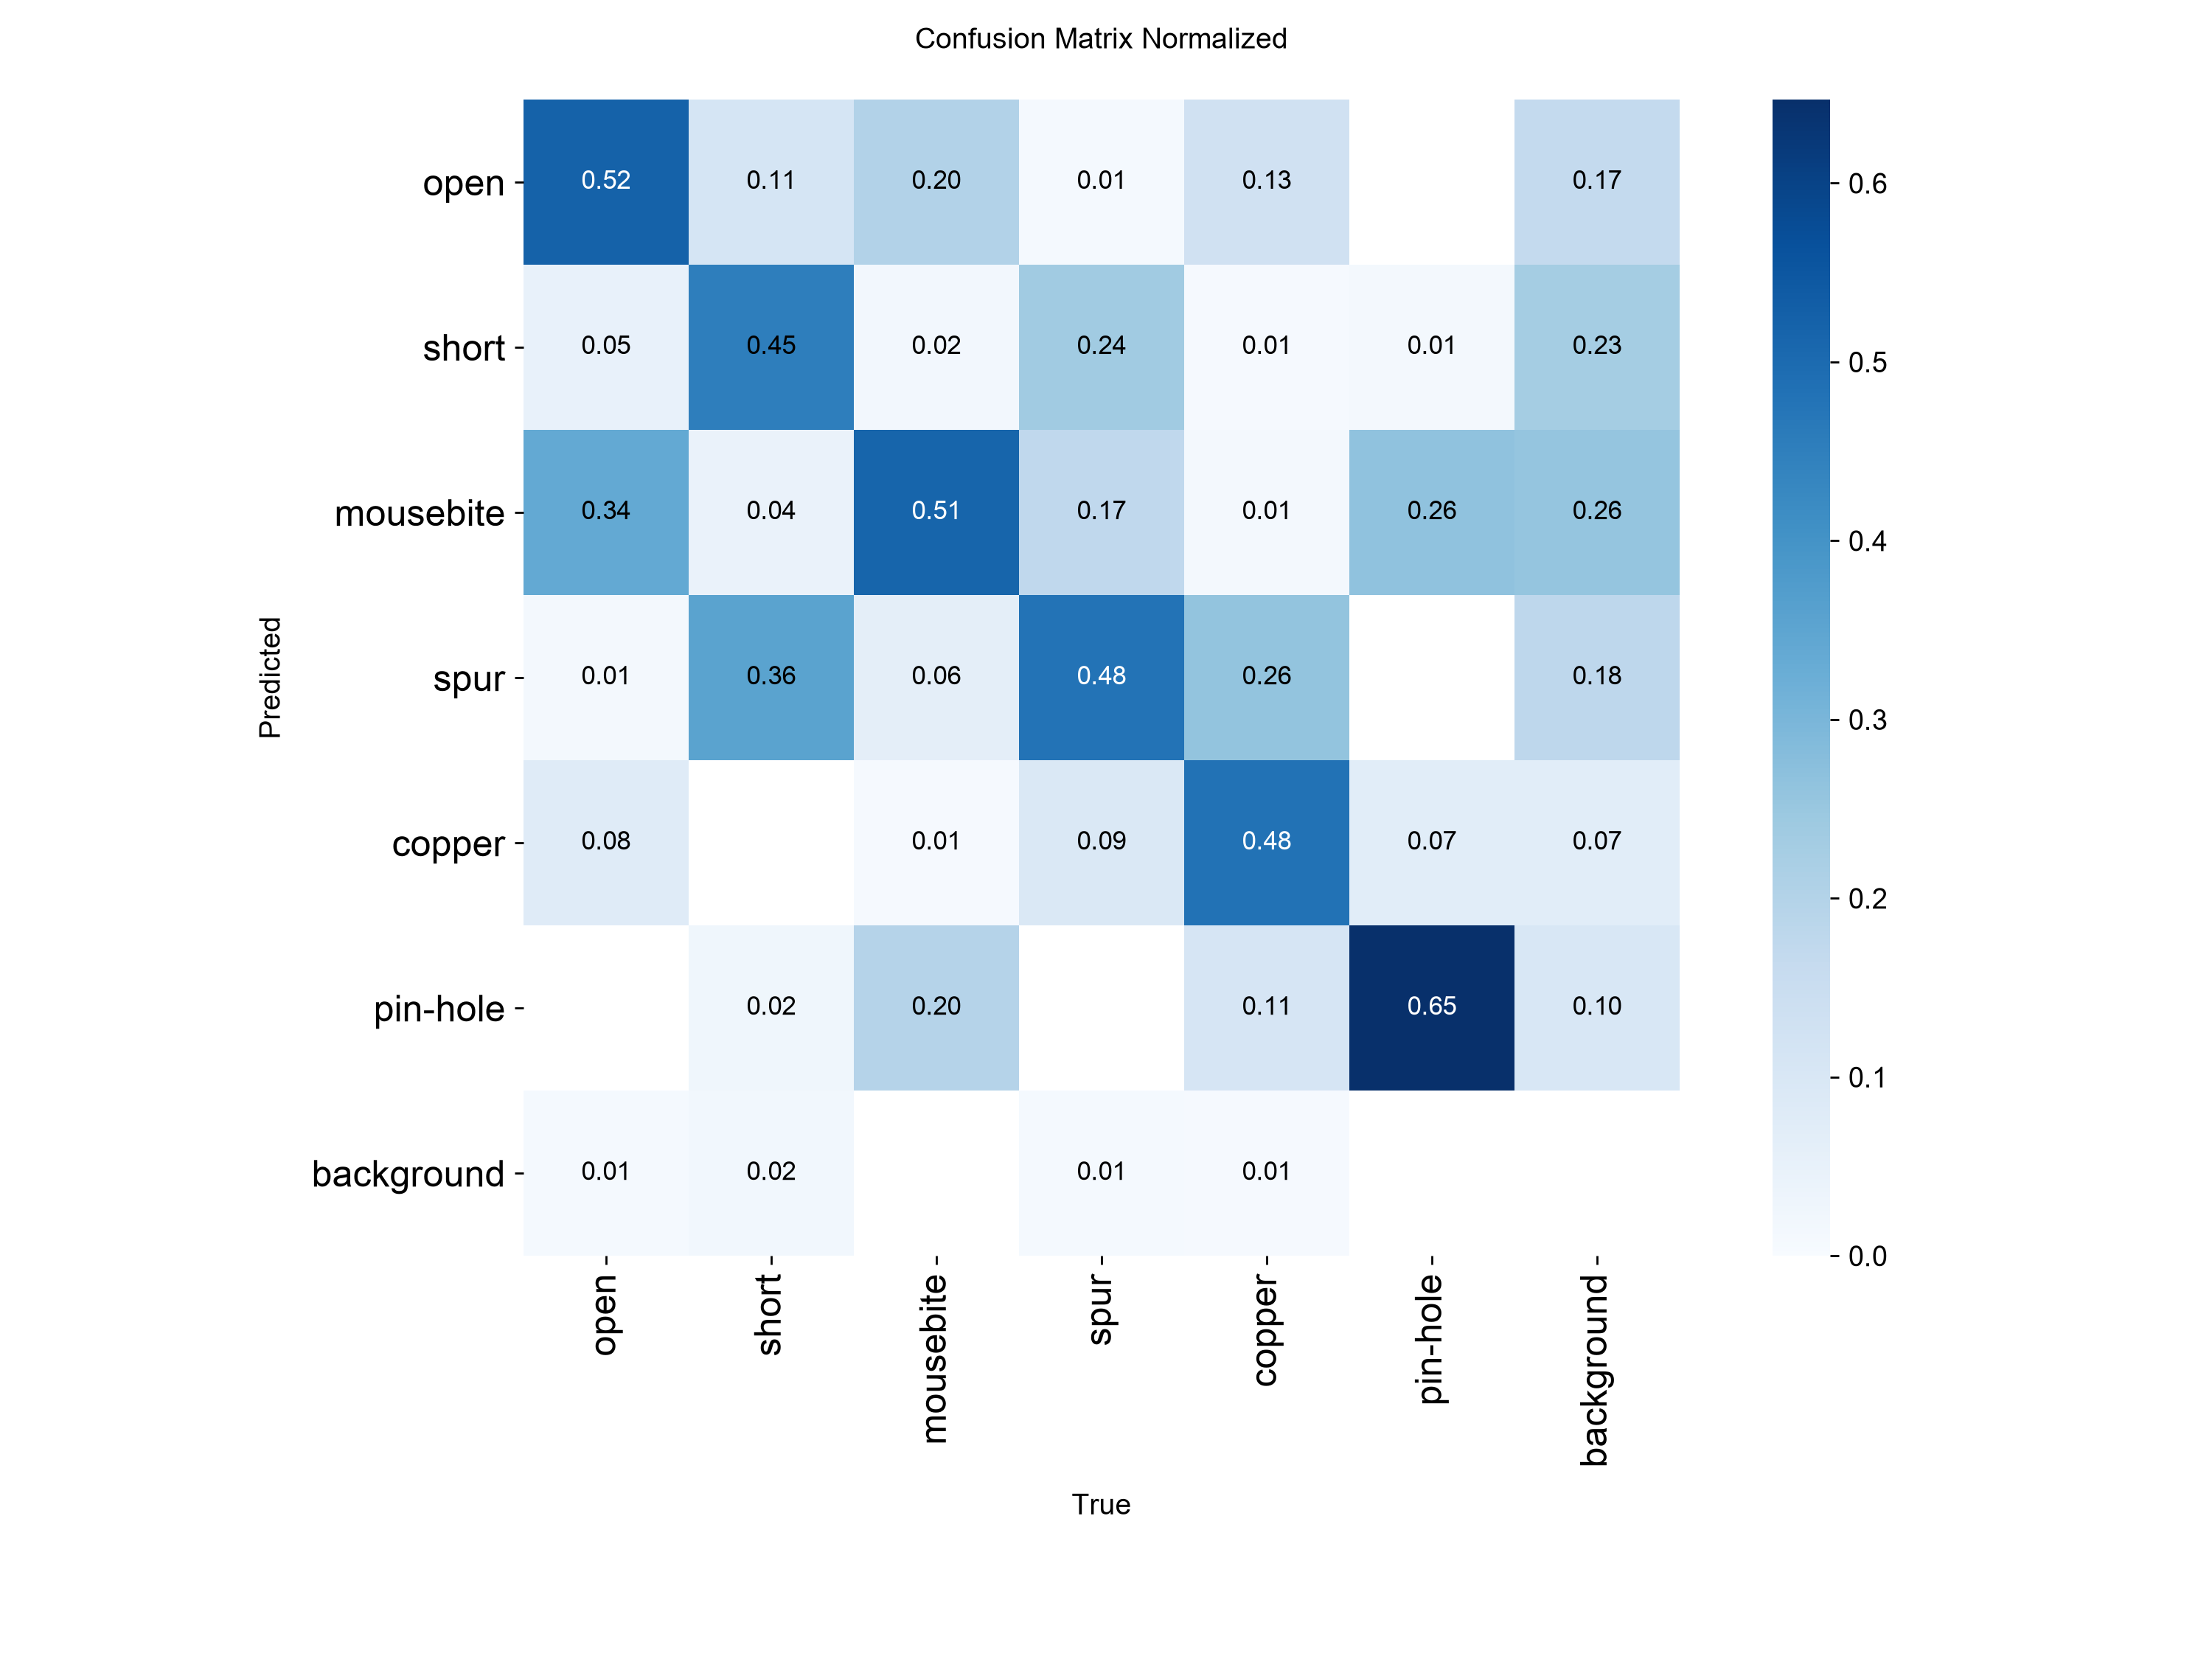 Confusion Matrix Normalized
open 0.52 0.11 0.20 0.01 0.13 0.17
short 0.05 0.45 0.02 0.24 0.01 0.01 0.23
mousebite 0.34 0.04 0.51 0.17 0.01 0.26 0.26
spur 0.01 0.36 0.06 0.48 0.26 0.18
copper 0.08 0.01 0.09 0.48 0.07 0.07
pin-hole 0.02 0.20 0.11 0.65 0.10
background 0.01 0.02 0.01 0.01
Predicted
open short mousebite spur copper pin-hole background
True
0.6
0.5
0.4
0.3
0.2
0.1
0.0